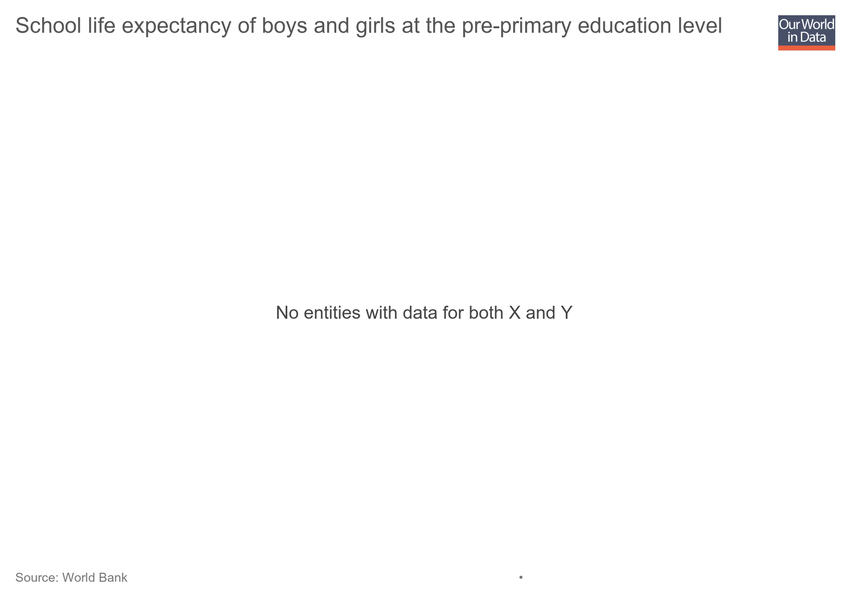 School life expectancy of boys and girls at the pre-primary education level
Our World
in Data
No entities with data for both X and Y
Source: World Bank
•